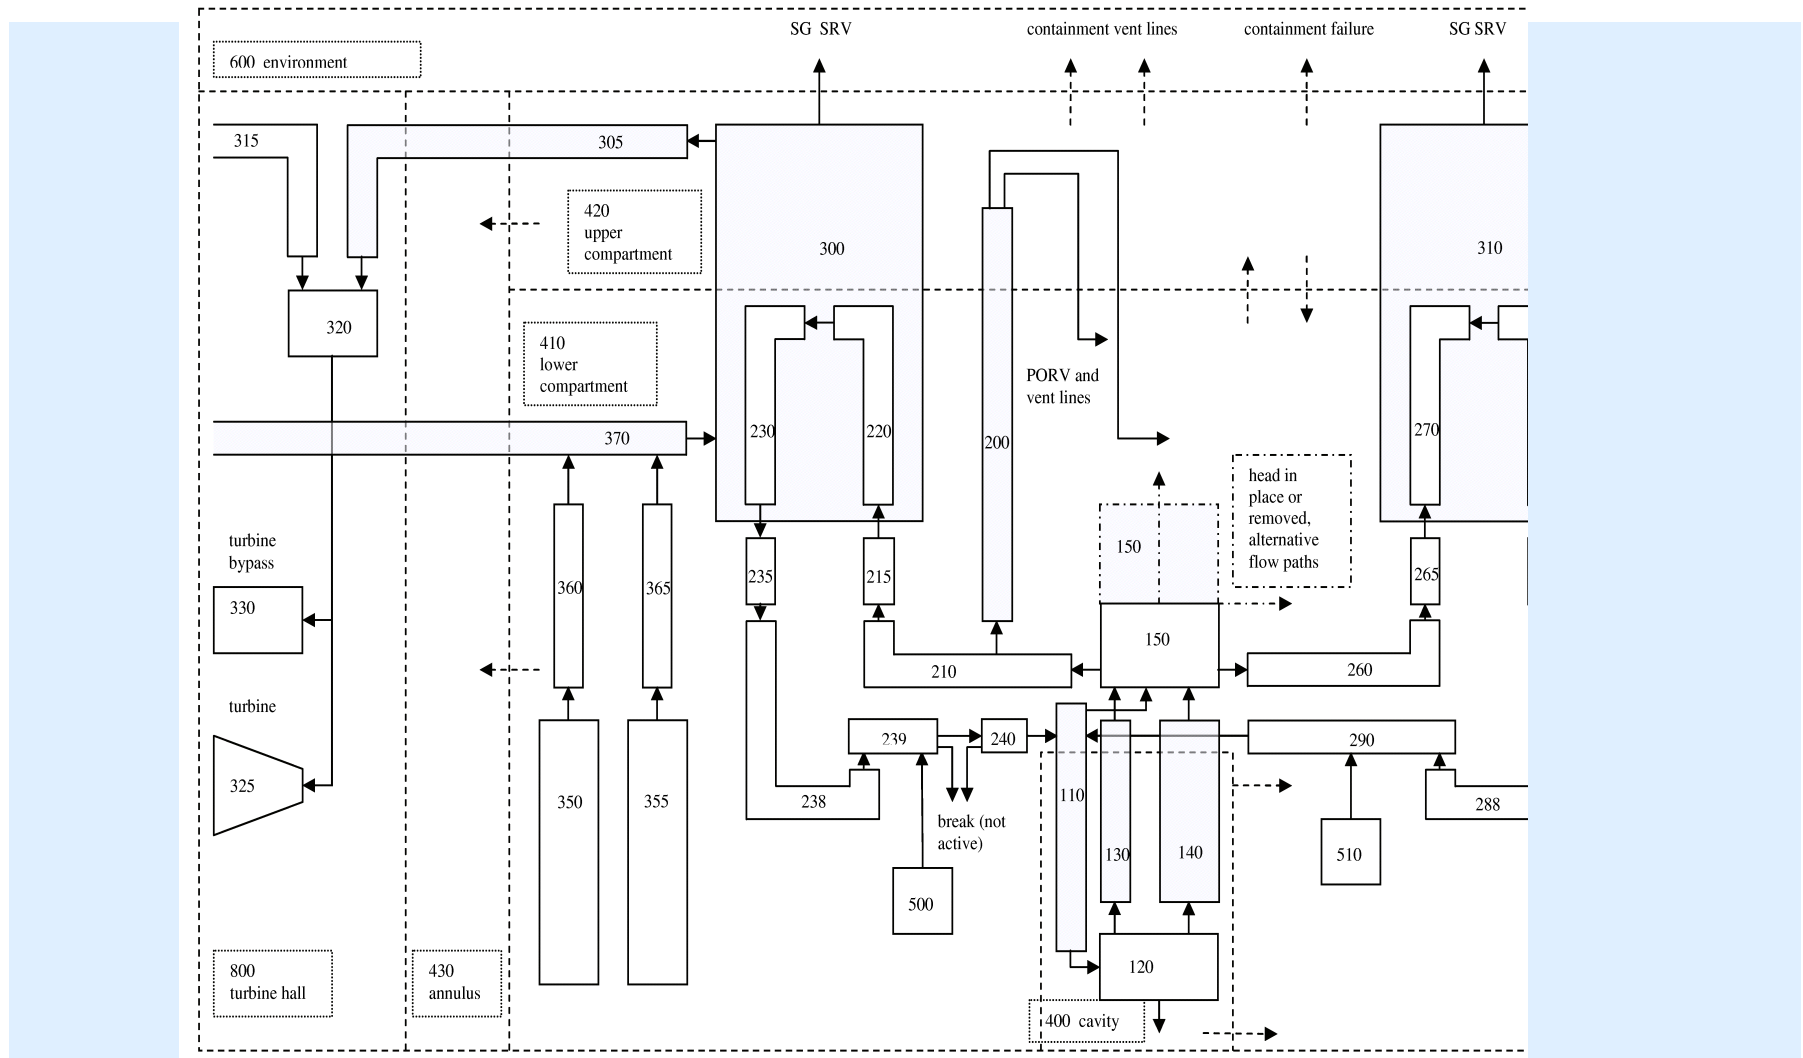 SG SRV
containment vent lines
containment failure
SG SRV
600 environment
315
305
420
upper
compartment
300
310
320
410
lower
compartment
PORV and
vent lines
370
230
220
200
270
head in
place or
removed,
alternative
flow paths
turbine
bypass
330
360
365
235
215
150
265
150
210
260
turbine
325
350
355
239
240
290
238
110
288
break (not
active)
130
140
510
500
800
turbine hall
430
annulus
120
400 cavity